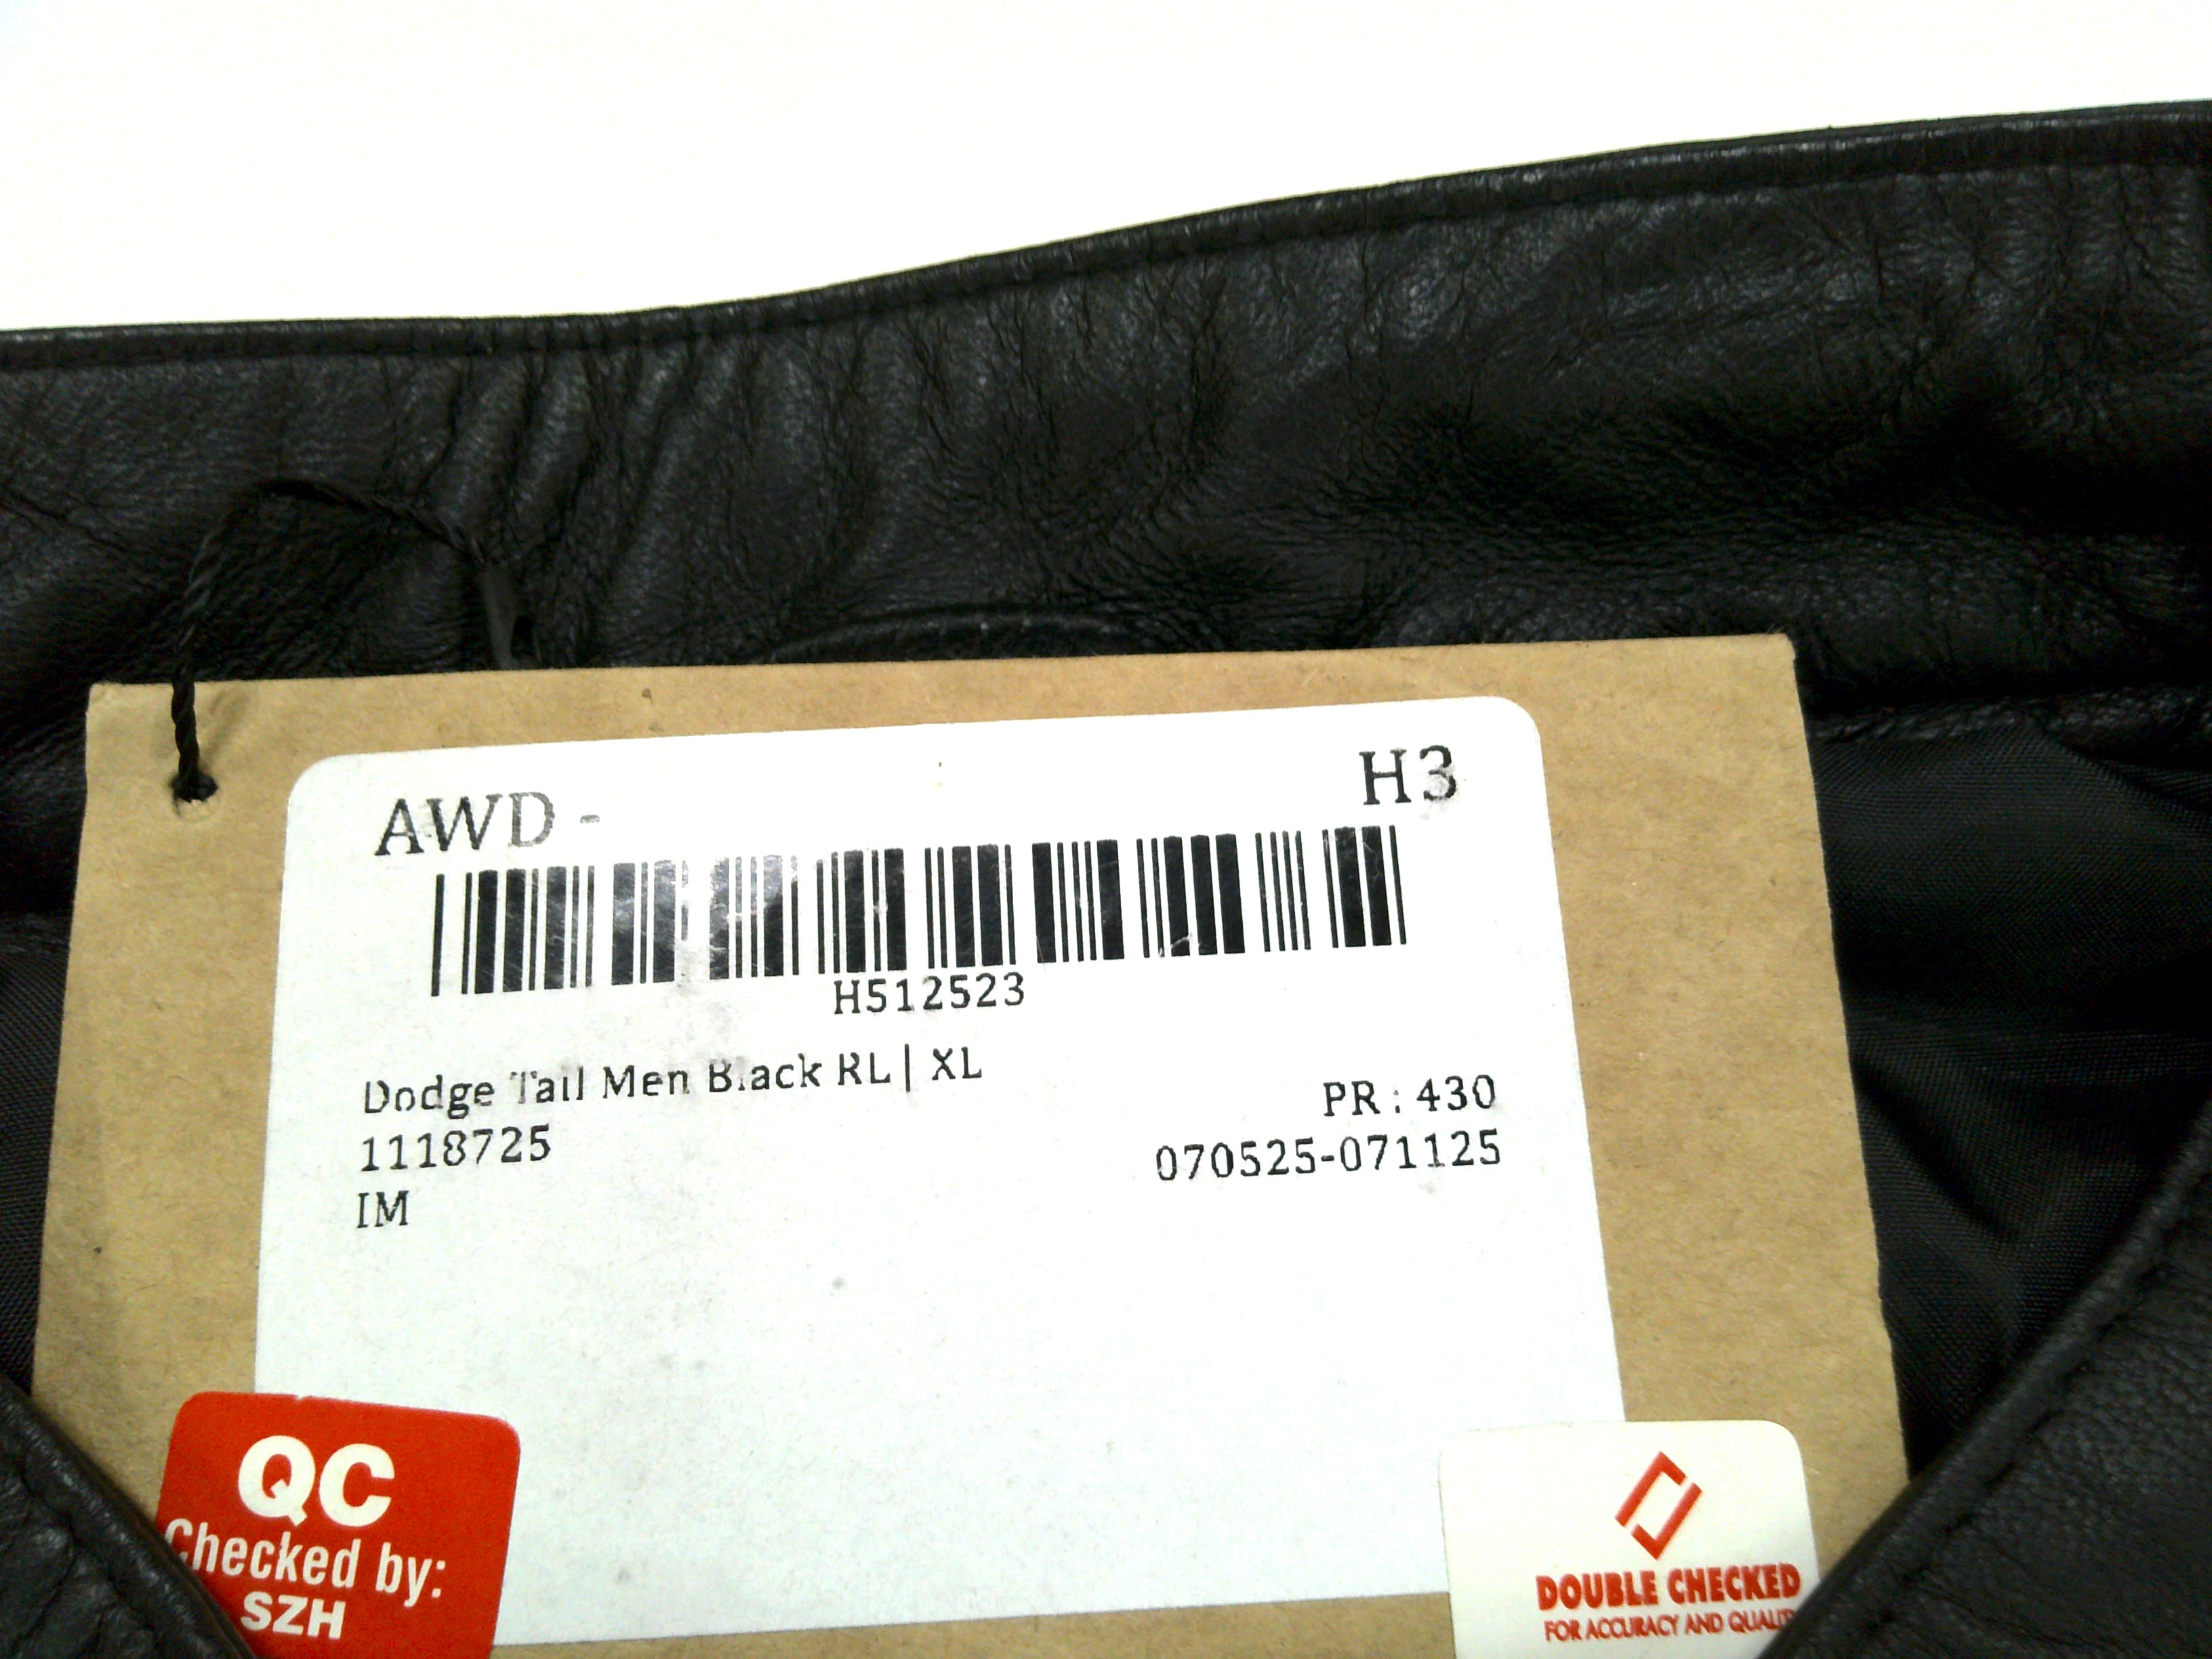 AWD - H3
H512523
Dodge Tail Men Black RL| XL
PR : 430
1118725
070525-071125
IM
QC
Checked by:
SZH
DOUBLE CHECKED
FOR ACCURACY AND QUALIT